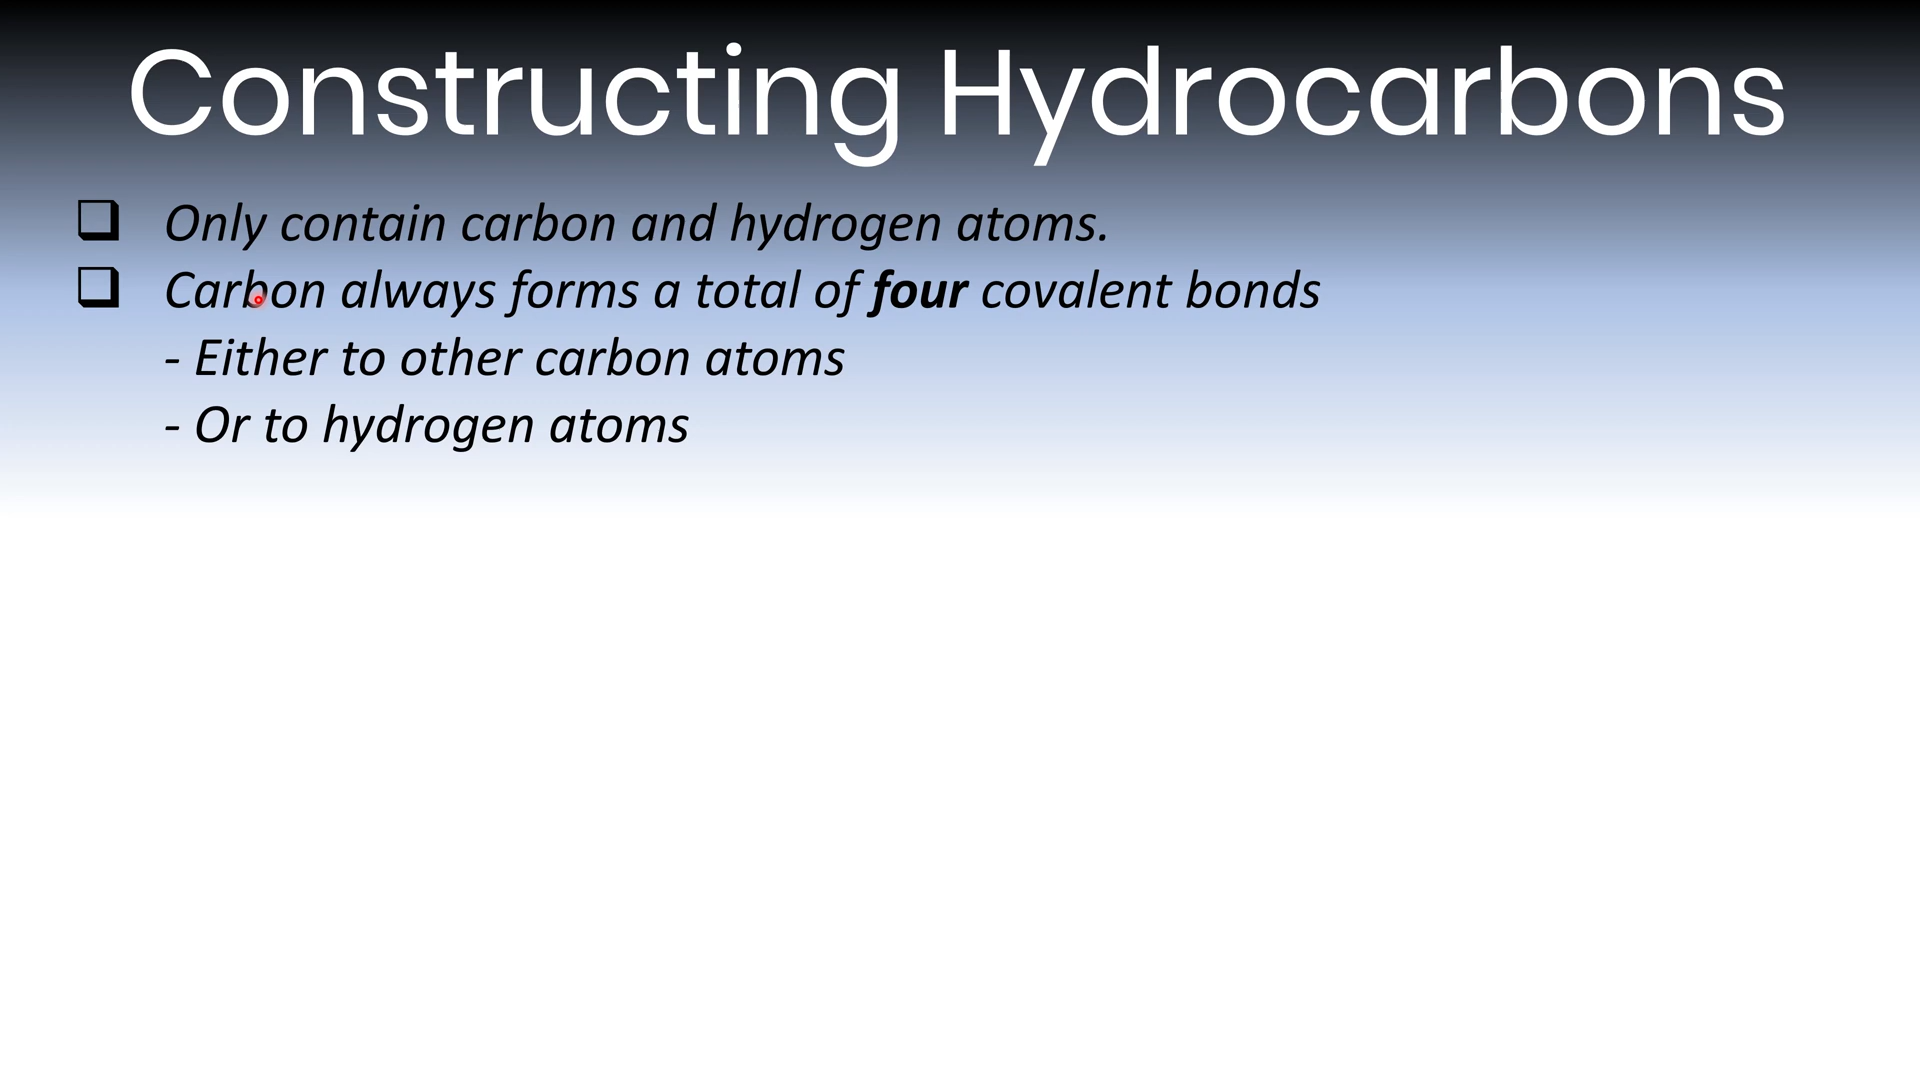 Constructing Hydrocarbons
Only contain carbon and hydrogen atoms.
Carbon always forms a total of four covalent bonds
- Either to other carbon atoms
- Or to hydrogen atoms